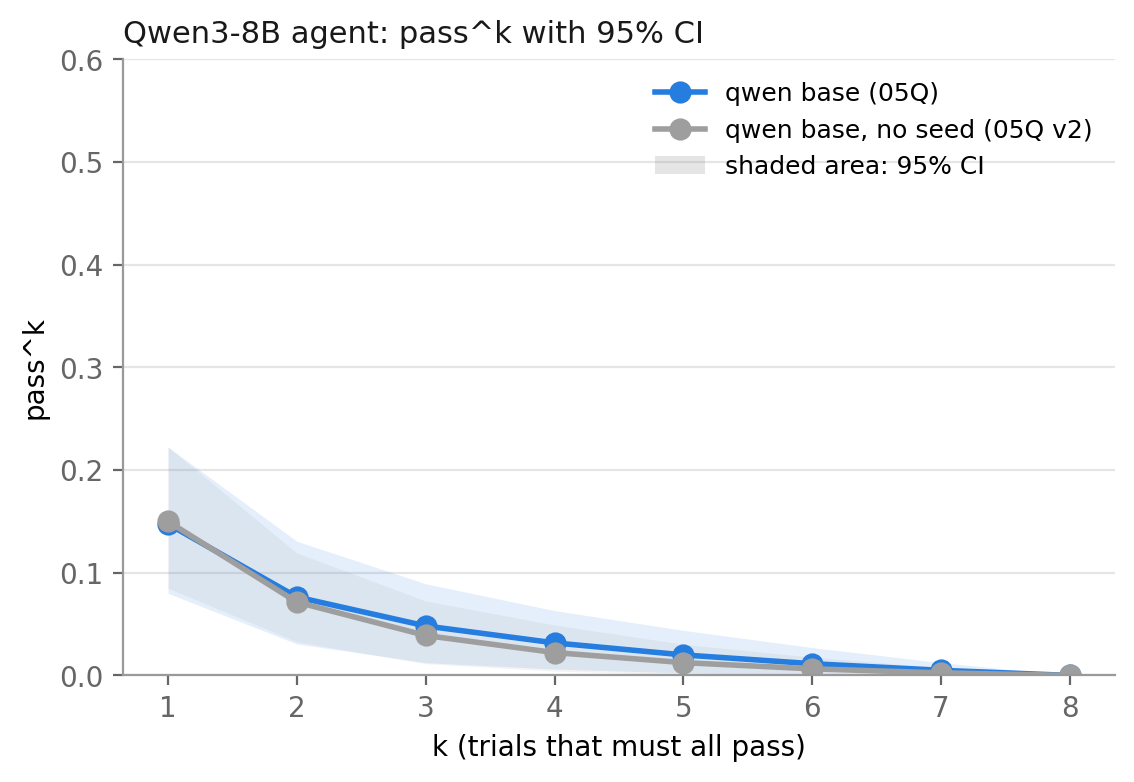 Qwen3-8B agent: pass^k with 95% CI
qwen base (05Q)
qwen base, no seed (05Q v2)
shaded area: 95% CI
pass^k
0.6
0.5
0.4
0.3
0.2
0.1
0.0
1 2 3 4 5 6 7 8
k (trials that must all pass)